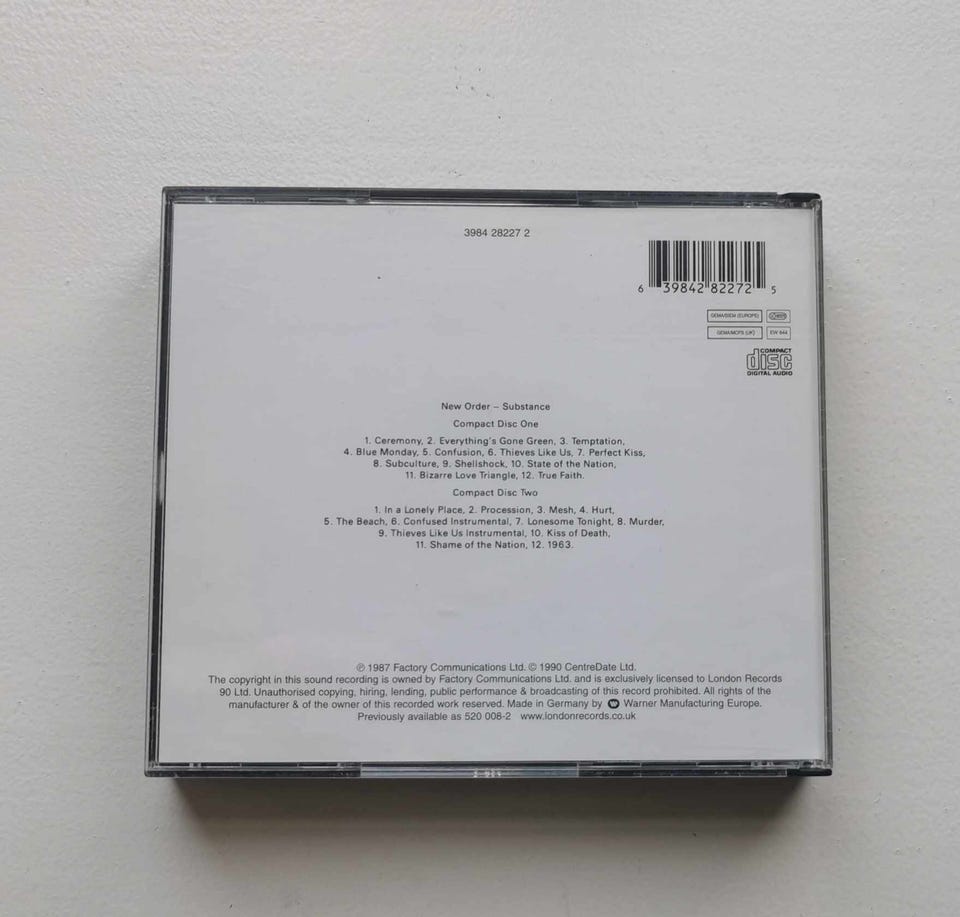 3984 28227 2
6 39842 82272 5
GEMA/BIEM (EUROPE)
GEMA/MCPS (UK) EW 844
COMPACT
disc
DIGITAL AUDIO
New Order – Substance
Compact Disc One
1. Ceremony, 2. Everything's Gone Green, 3. Temptation,
4. Blue Monday, 5. Confusion, 6. Thieves Like Us, 7. Perfect Kiss,
8. Subculture, 9. Shellshock, 10. State of the Nation,
11. Bizarre Love Triangle, 12. True Faith.
Compact Disc Two
1. In a Lonely Place, 2. Procession, 3. Mesh, 4. Hurt,
5. The Beach, 6. Confused Instrumental, 7. Lonesome Tonight, 8. Murder,
9. Thieves Like Us Instrumental, 10. Kiss of Death,
11. Shame of the Nation, 12. 1963.
℗ 1987 Factory Communications Ltd. © 1990 CentreDate Ltd.
The copyright in this sound recording is owned by Factory Communications Ltd. and is exclusively licensed to London Records
90 Ltd. Unauthorised copying, hiring, lending, public performance & broadcasting of this record prohibited. All rights of the
manufacturer & of the owner of this recorded work reserved. Made in Germany by Warner Manufacturing Europe.
Previously available as 520 008-2 www.londonrecords.co.uk